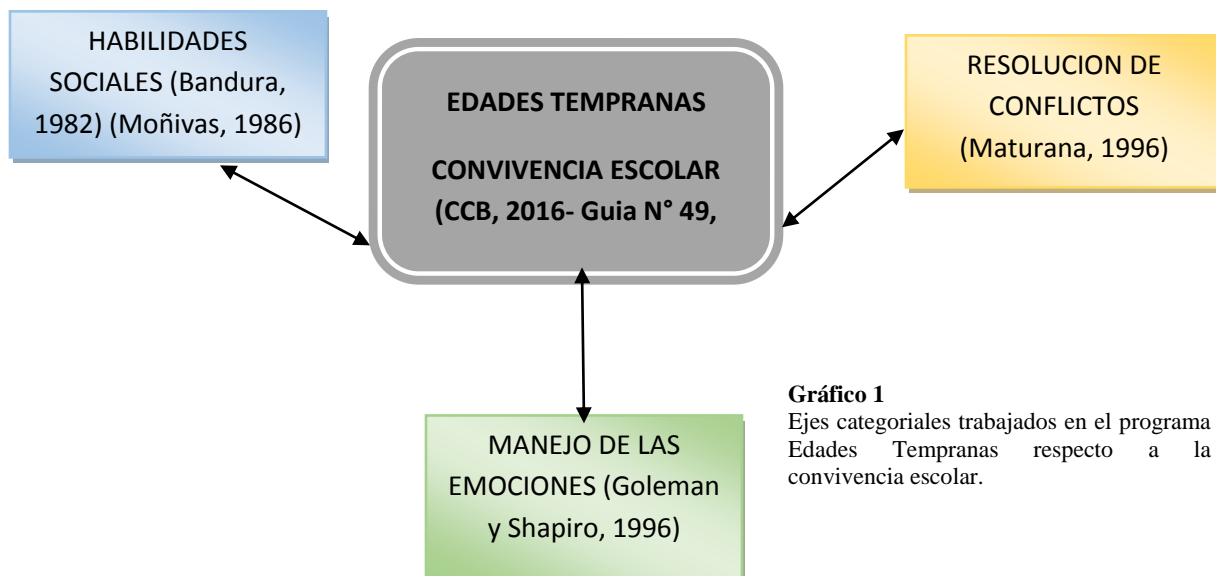 HABILIDADES
SOCIALES (Bandura,
1982) (Moñivas, 1986)
EDADES TEMPRANAS
CONVIVENCIA ESCOLAR
(CCB, 2016- Guia N° 49,
RESOLUCION DE
CONFLICTOS
(Maturana, 1996)
MANEJO DE LAS
EMOCIONES (Goleman
y Shapiro, 1996)
Gráfico 1
Ejes categoriales trabajados en el programa
Edades Tempranas respecto a la
convivencia escolar.